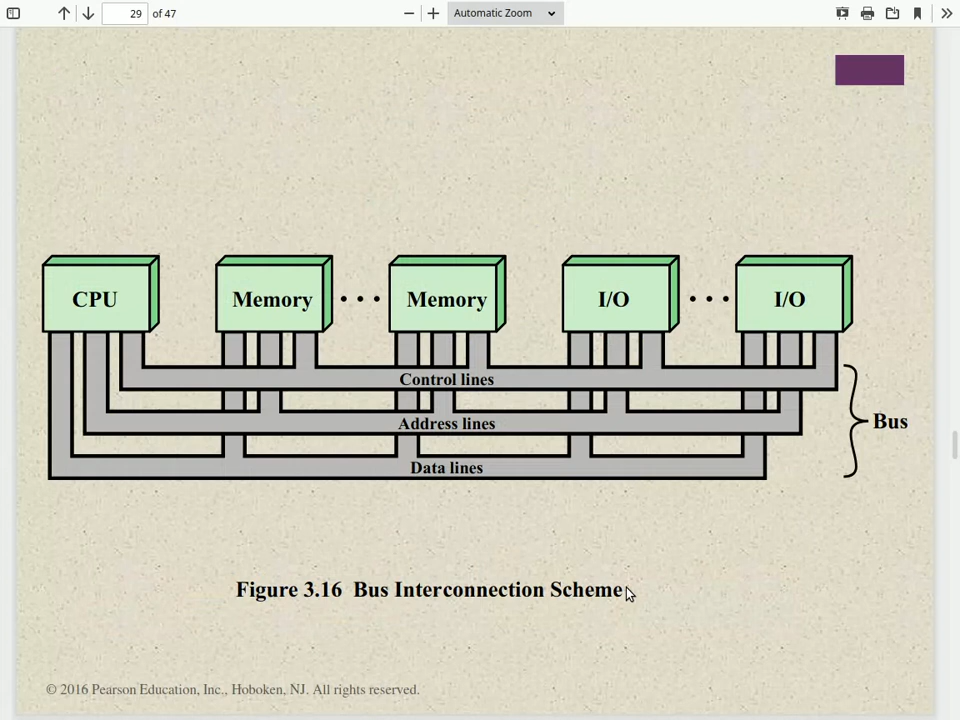 29 of 47
Automatic Zoom
CPU Memory Memory I/O I/O
Control lines
Address lines
Bus
Data lines
Figure 3.16 Bus Interconnection Scheme
© 2016 Pearson Education, Inc., Hoboken, NJ. All rights reserved.